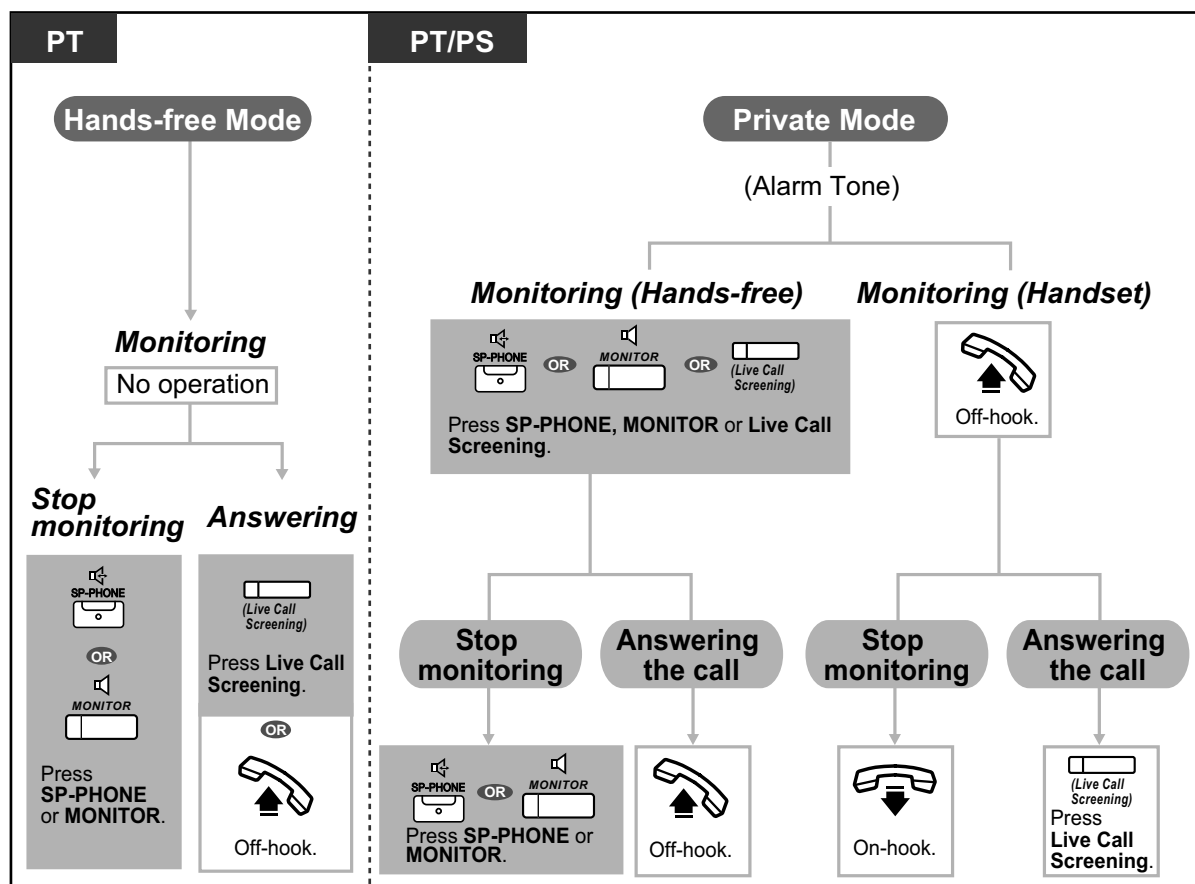 PT
Hands-free Mode
Monitoring
No operation
Stop
monitoring
SP-PHONE
OR
MONITOR
Press
SP-PHONE
or MONITOR.
Answering
(Live Call
Screening)
Press Live Call
Screening.
OR
Off-hook.
PT/PS
Private Mode
(Alarm Tone)
Monitoring (Hands-free)
SP-PHONE
OR
MONITOR
OR
(Live Call
Screening)
Press SP-PHONE, MONITOR or Live Call
Screening.
Stop
monitoring
SP-PHONE
OR
MONITOR
Press SP-PHONE or
MONITOR.
Answering
the call
Off-hook.
Monitoring (Handset)
Off-hook.
Stop
monitoring
On-hook.
Answering
the call
(Live Call
Screening)
Press
Live Call
Screening.